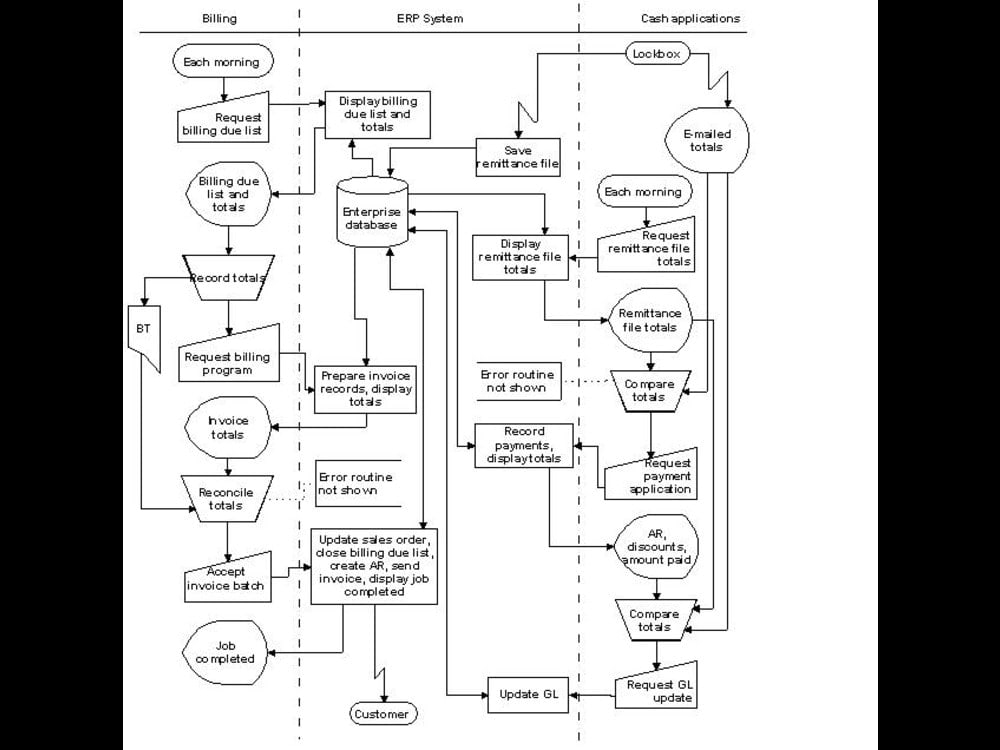 Billing
ERP System
Cash applications
Each morning
Request
billing due list
Billing due
list and
totals
Record totals
BT
Request billing
program
Invoice
totals
Reconcile
totals
Accept
invoice batch
Job
completed
Display billing
due list and
totals
Enterprise
database
Prepare invoice
records, display
totals
Error routine
not shown
Update sales order,
close billing due list,
create AR, send
invoice, display job
completed
Customer
Save
remittance file
Display
remittance file
totals
Error routine
not shown
Record
payments,
display totals
Update GL
Lockbox
E-mailed
totals
Each morning
Request
remittance file
totals
Remittance
file totals
Compare
totals
Request
payment
application
AR,
discounts,
amount paid
Compare
totals
Request GL
update